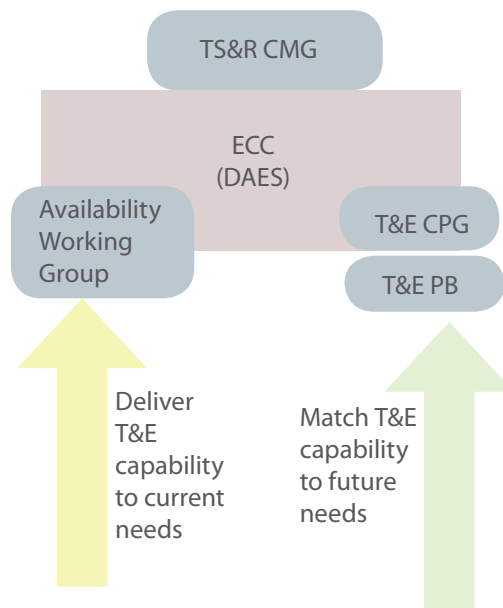 TS&R CMG
ECC
(DAES)
Availability
Working
Group
T&E CPG
T&E PB
Deliver
T&E
capability
to current
needs
Match T&E
capability
to future
needs